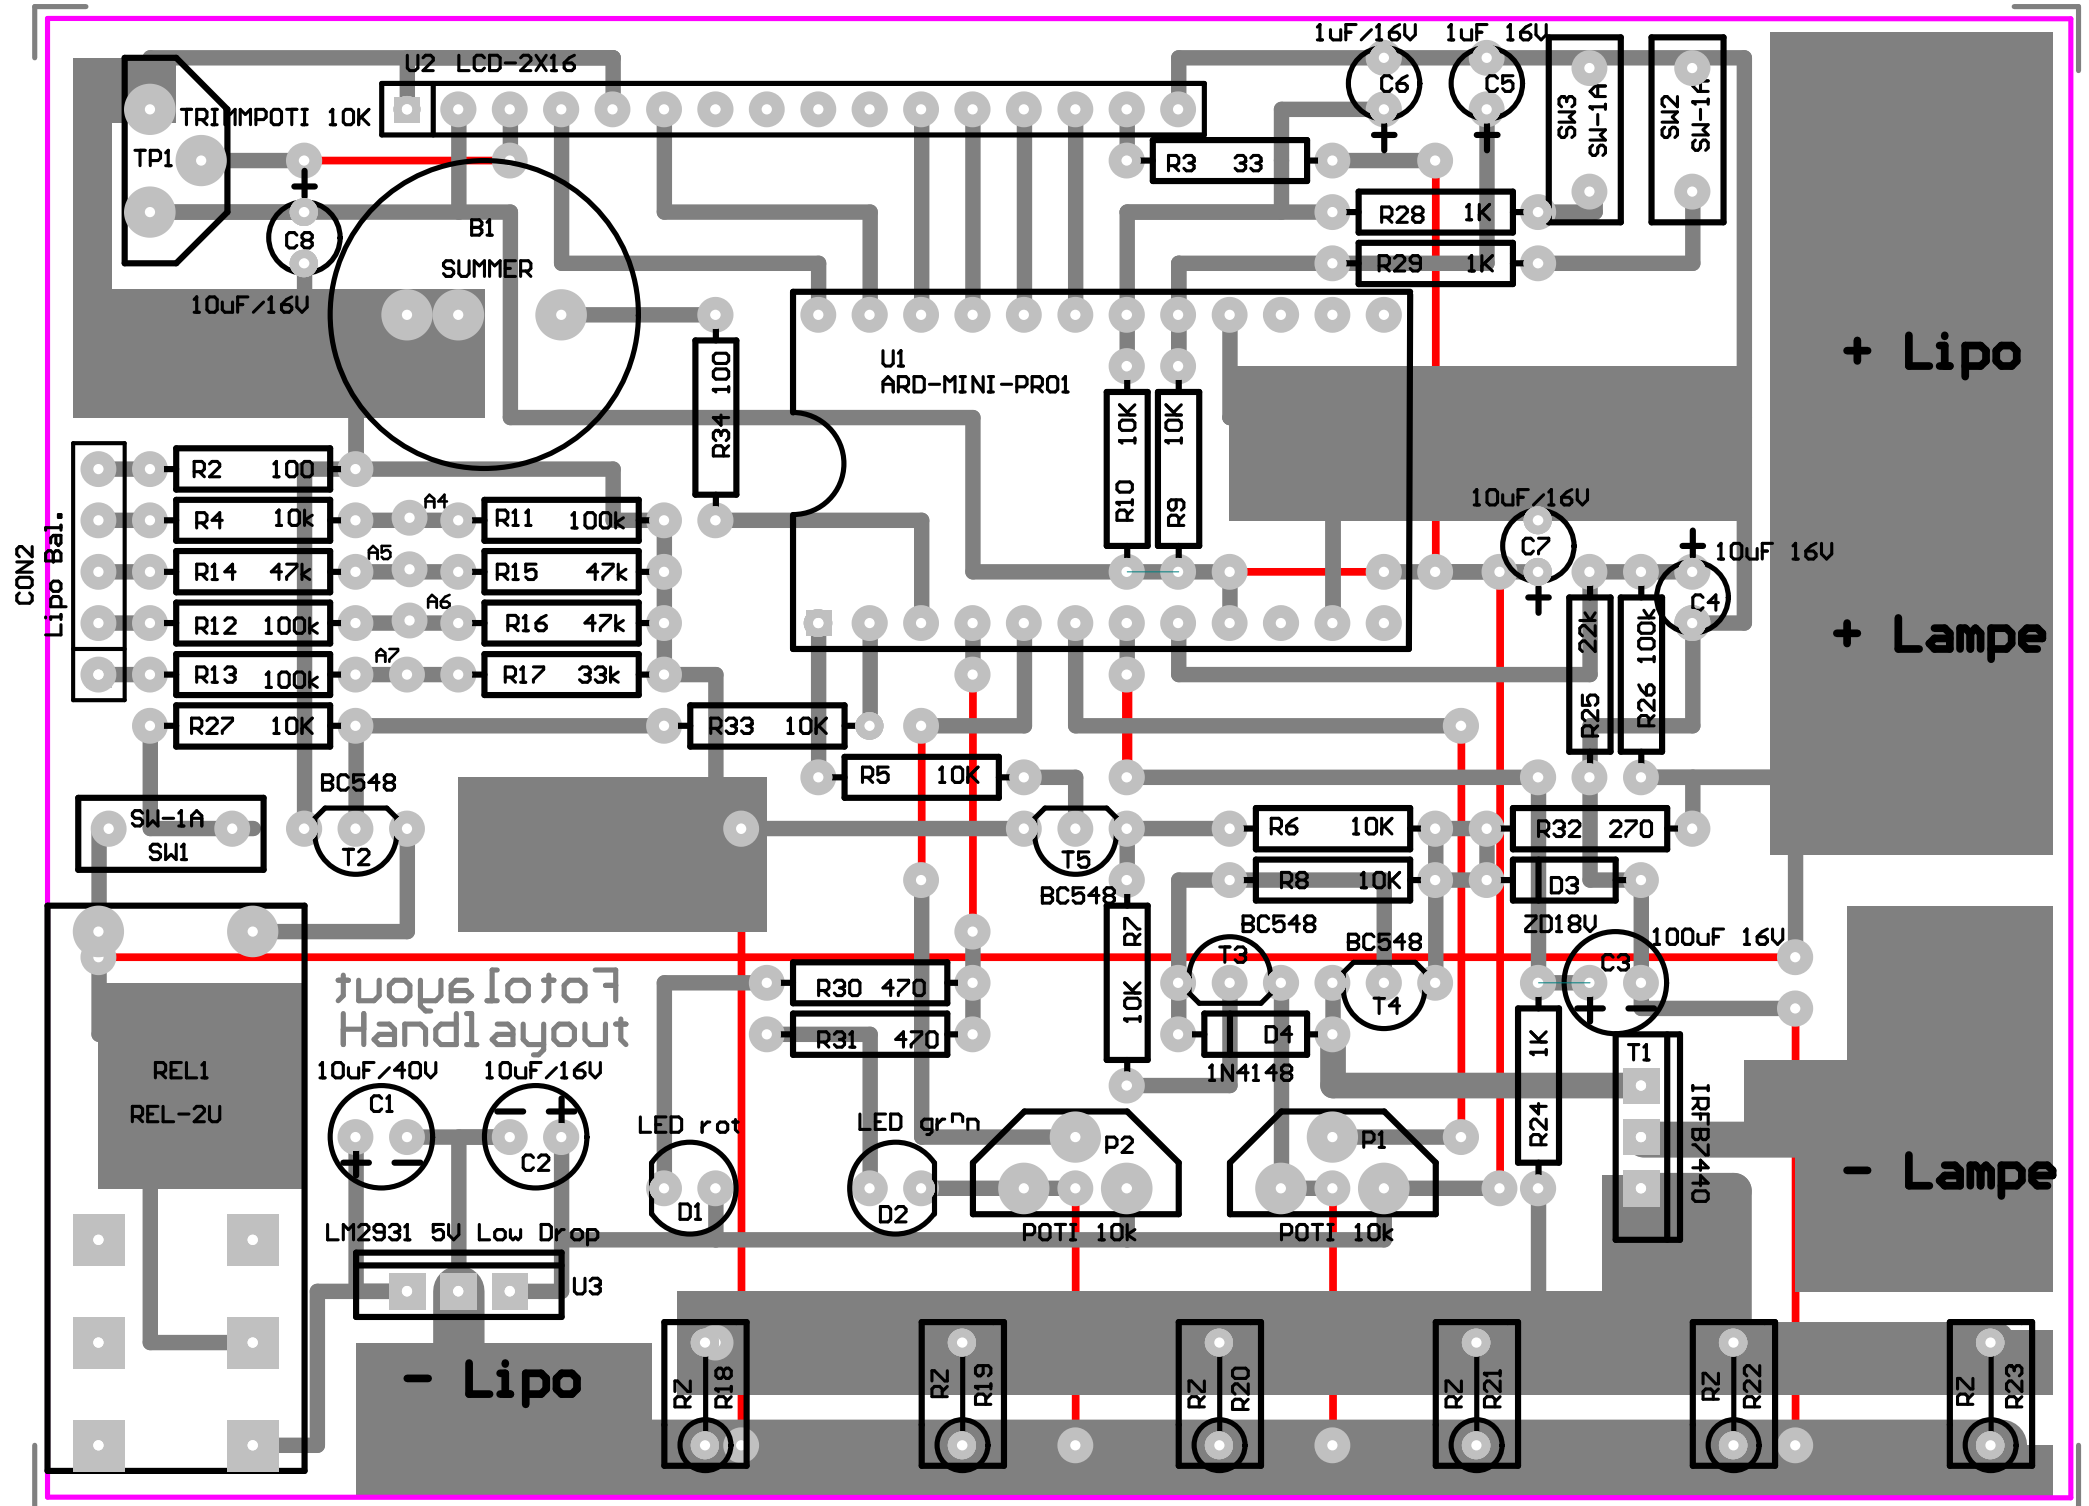 1uF/16V
1uF 16V
U2 LCD-2X16
C6
C5
SW3
SW-1A
SW2
SW-1A
TRIMMPOTI 10K
TP1
R3 33
R28 1K
R29 1K
C8
B1
SUMMER
10uF/16V
+ Lipo
U1
ARD-MINI-PRO1
R34 100
R10 10K
R9 10K
R2 100
A4
R4 10k
R11 100k
10uF/16V
C7
10uF 16V
C4
CON2
Lipo Bal.
A5
R14 47k
R15 47k
A6
R12 100k
R16 47k
R25 22k
R26 100k
+ Lampe
A7
R13 100k
R17 33k
R27 10K
R33 10K
BC548
R5 10K
SW-1A
SW1
T2
T5
BC548
R6 10K
R32 270
R8 10K
D3
ZD18V
R7 10K
BC548
T3
BC548
T4
100uF 16V
C3
Fotolayout
Handlayout
R30 470
R31 470
D4
1N4148
R24 1K
T1
IRFB7440
REL1
REL-2U
10uF/40V
C1
10uF/16V
C2
LED rot
D1
LED grⁿn
D2
P2
POTI 10k
P1
POTI 10k
- Lampe
LM2931 5V Low Drop
U3
- Lipo
RZ
R18
RZ
R19
RZ
R20
RZ
R21
RZ
R22
RZ
R23